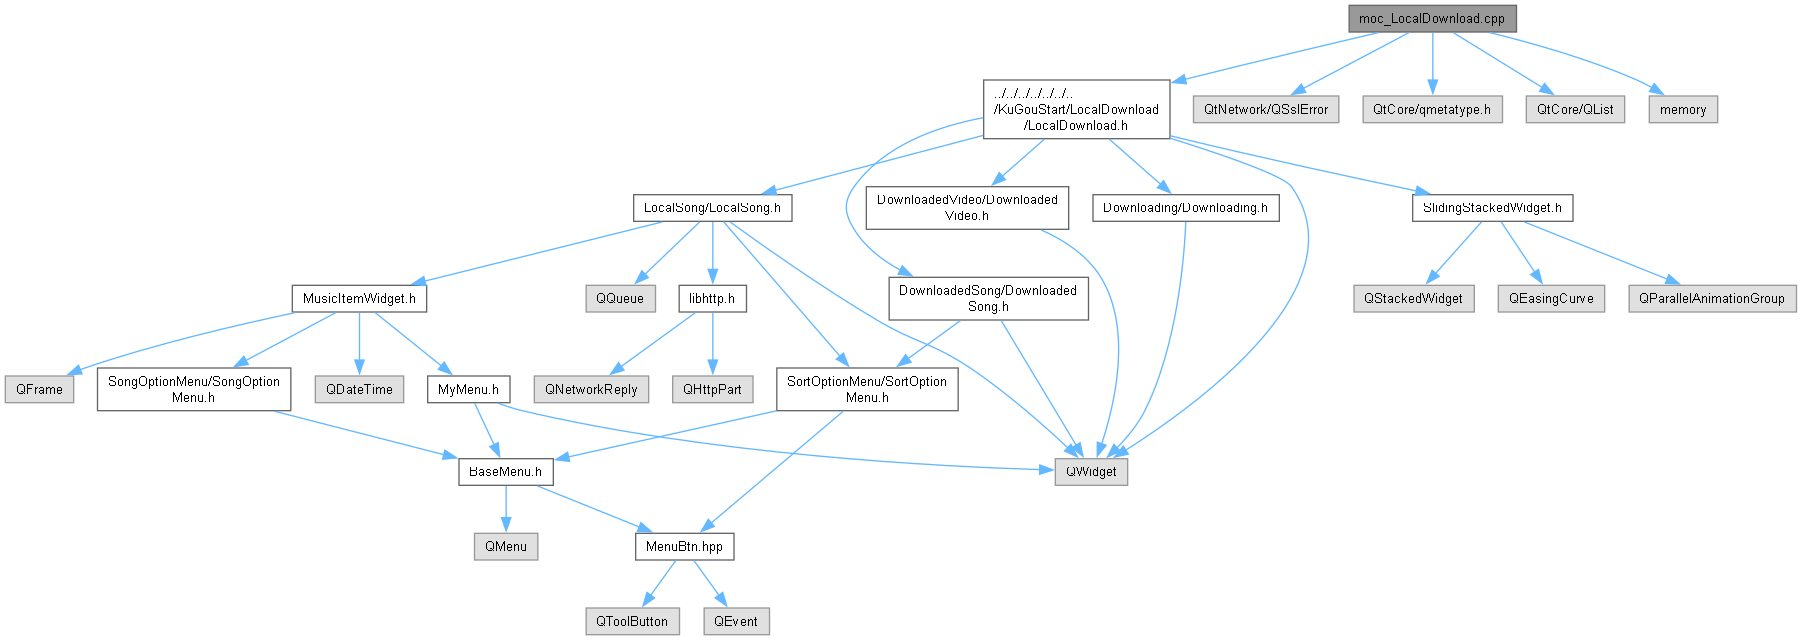 moc_LocalDownload.cpp
../../../../../../..
/KuGouStart/LocalDownload
/LocalDownload.h
QtNetwork/QSslError
QtCore/qmetatype.h
QtCore/QList
memory
LocalSong/LocalSong.h
DownloadedVideo/Downloaded
Video.h
Downloading/Downloading.h
SlidingStackedWidget.h
MusicItemWidget.h
QQueue
libhttp.h
DownloadedSong/Downloaded
Song.h
QStackedWidget
QEasingCurve
QParallelAnimationGroup
QFrame
SongOptionMenu/SongOption
Menu.h
QDateTime
MyMenu.h
QNetworkReply
QHttpPart
SortOptionMenu/SortOption
Menu.h
BaseMenu.h
QWidget
QMenu
MenuBtn.hpp
QToolButton
QEvent